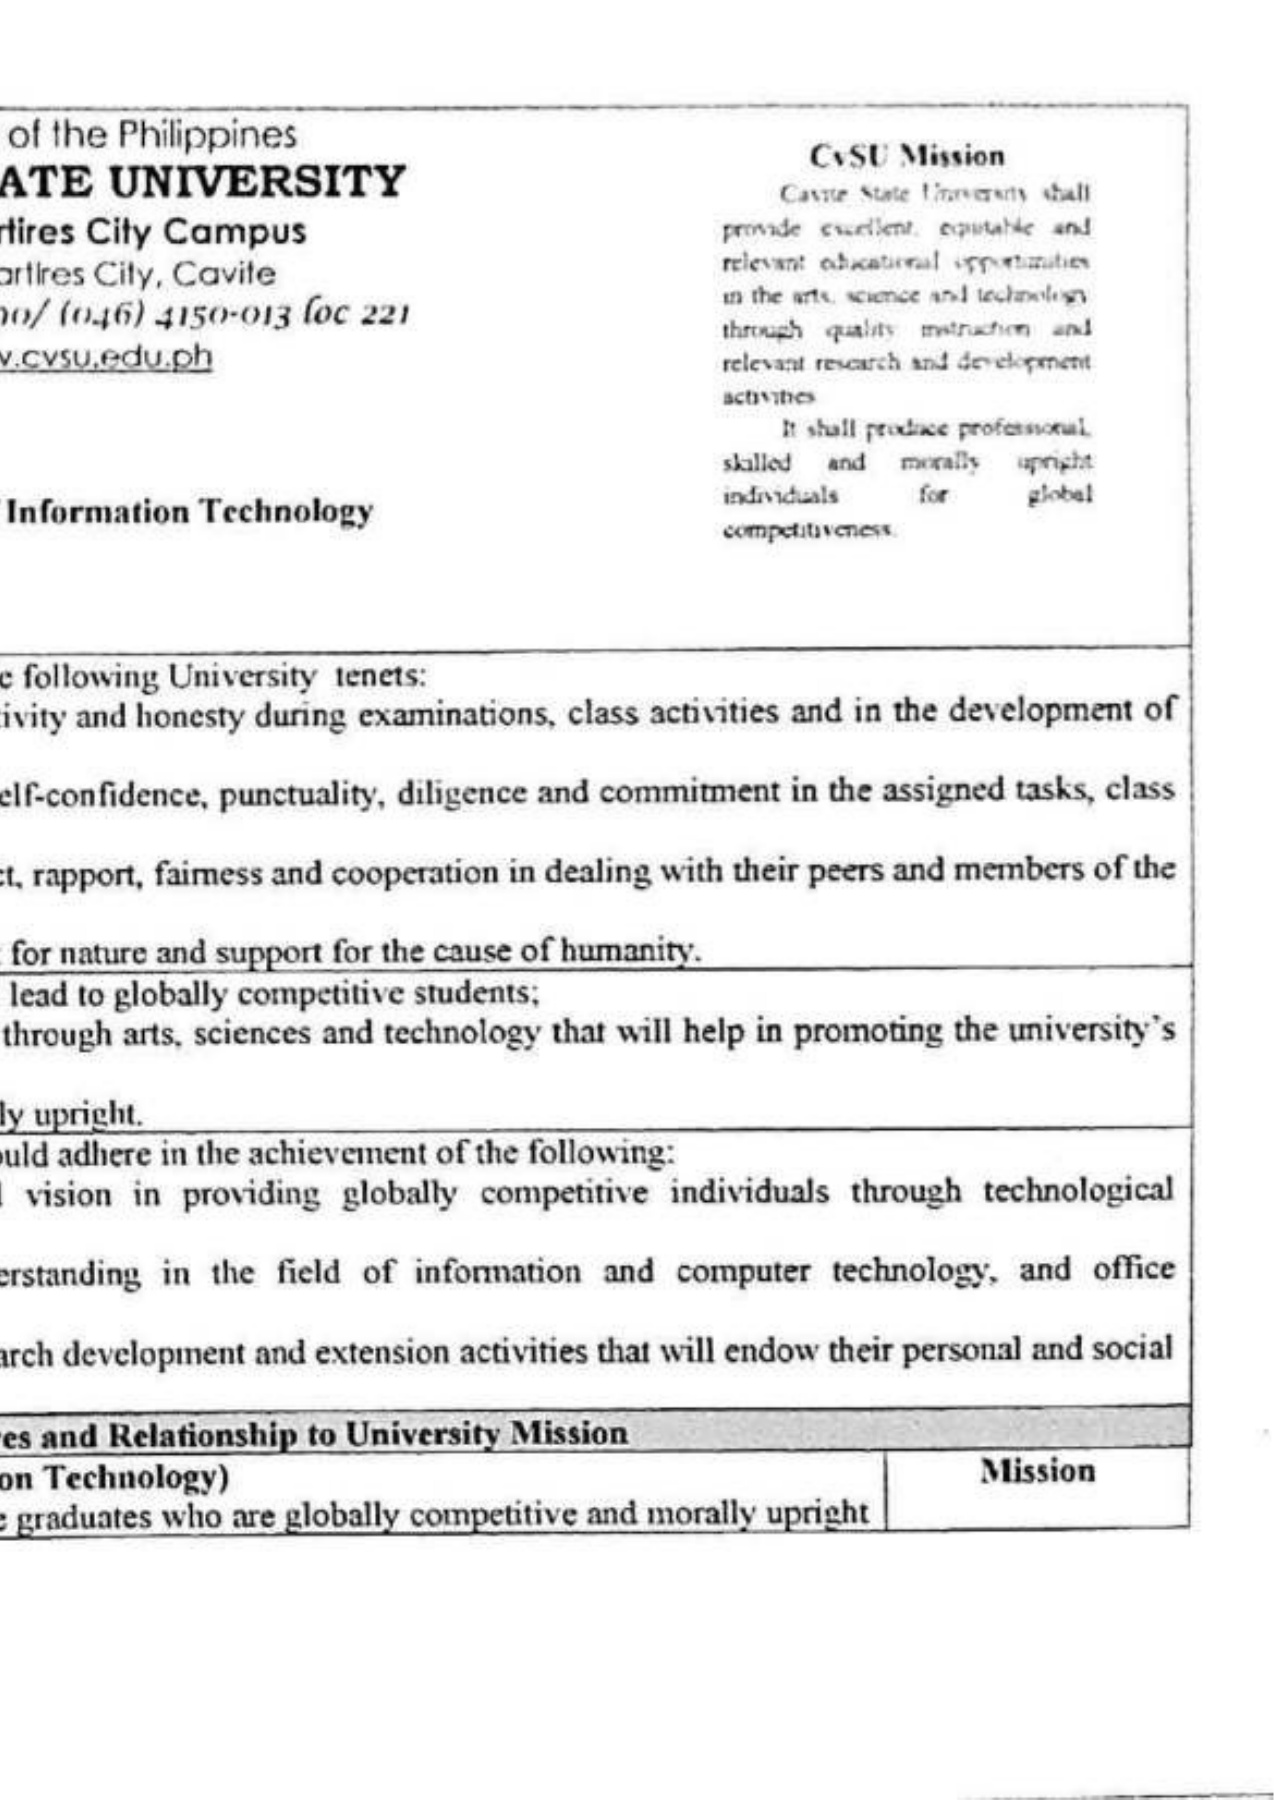 of the Philippines
ATE UNIVERSITY
rtires City Campus
artires City, Cavite
00/ (046) 4150-013 loc 221
w.cvsu.edu.ph
Information Technology
CvSU Mission
Cavite State University shall
provide excellent, equitable and
relevant educational opportunities
in the arts, science and technology
through quality instruction and
relevant research and development
activities
It shall produce professional,
skilled and morally upright
individuals for global
competitiveness.
e following University tenets:
ivity and honesty during examinations, class activities and in the development of
elf-confidence, punctuality, diligence and commitment in the assigned tasks, class
ct, rapport, fairness and cooperation in dealing with their peers and members of the
for nature and support for the cause of humanity.
lead to globally competitive students;
through arts, sciences and technology that will help in promoting the university's
ly upright.
ould adhere in the achievement of the following:
vision in providing globally competitive individuals through technological
erstanding in the field of information and computer technology, and office
arch development and extension activities that will endow their personal and social
es and Relationship to University Mission
on Technology)
Mission
e graduates who are globally competitive and morally upright